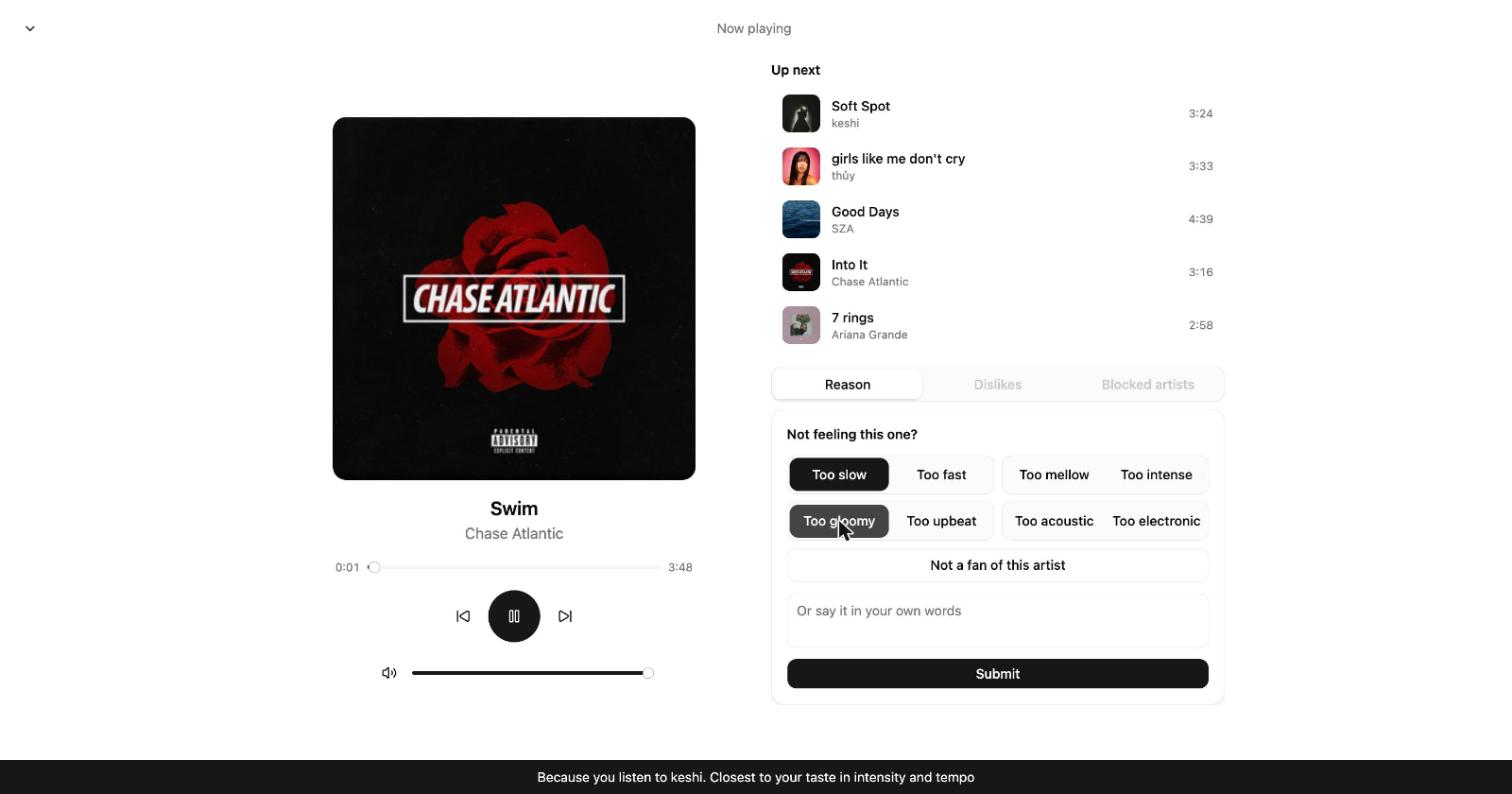 Now playing
CHASE ATLANTIC
PARENTAL
ADVISORY
EXPLICIT CONTENT
Swim
Chase Atlantic
0:01
3:48
Up next
Soft Spot
keshi
3:24
girls like me don't cry
thủy
3:33
Good Days
SZA
4:39
Into It
Chase Atlantic
3:16
7 rings
Ariana Grande
2:58
Reason Dislikes Blocked artists
Not feeling this one?
Too slow Too fast Too mellow Too intense
Too gloomy Too upbeat Too acoustic Too electronic
Not a fan of this artist
Or say it in your own words
Submit
Because you listen to keshi. Closest to your taste in intensity and tempo